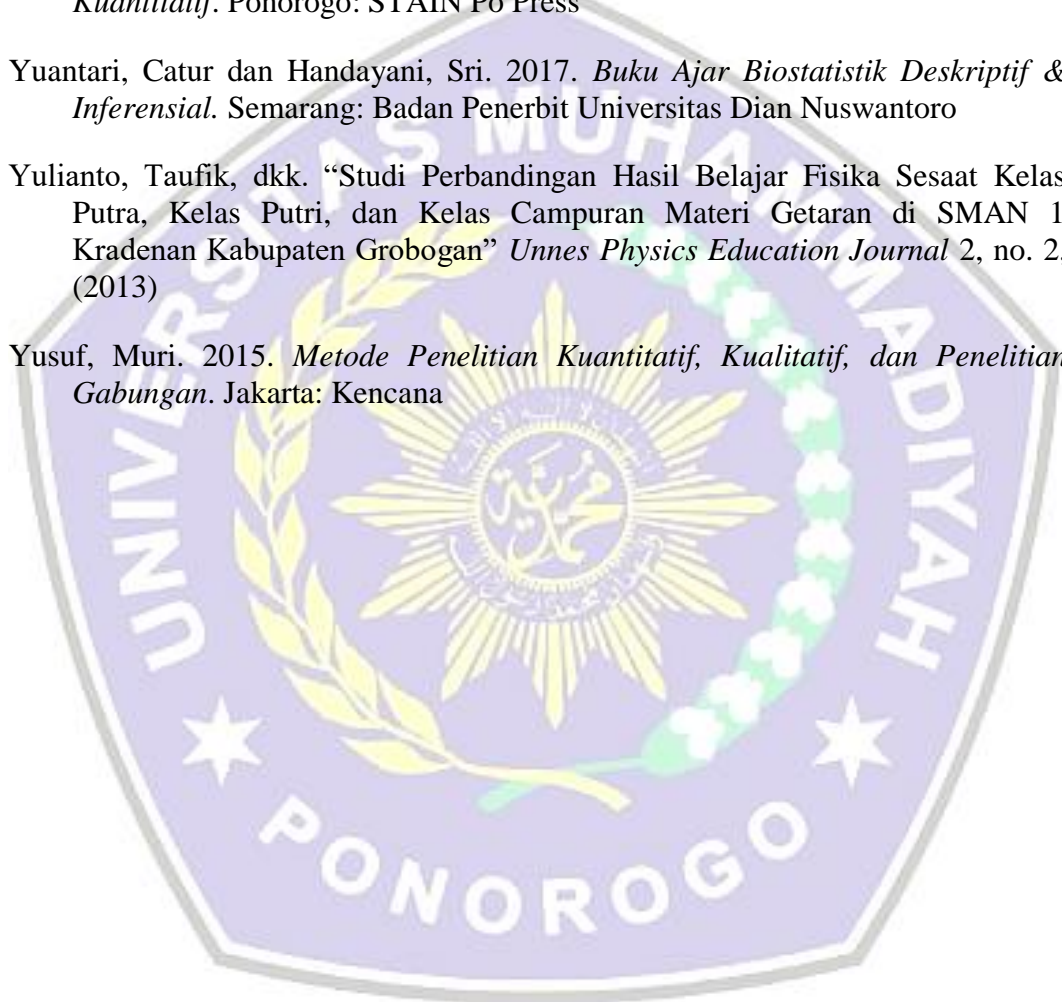 Kuantitatif. Ponorogo: STAIN Po Press
Yuantari, Catur dan Handayani, Sri. 2017. Buku Ajar Biostatistik Deskriptif &
Inferensial. Semarang: Badan Penerbit Universitas Dian Nuswantoro
Yulianto, Taufik, dkk. “Studi Perbandingan Hasil Belajar Fisika Sesaat Kelas
Putra, Kelas Putri, dan Kelas Campuran Materi Getaran di SMAN 1
Kradenan Kabupaten Grobogan” Unnes Physics Education Journal 2, no. 2.
(2013)
Yusuf, Muri. 2015. Metode Penelitian Kuantitatif, Kualitatif, dan Penelitian
Gabungan. Jakarta: Kencana
UNIVERSITAS MUHAMMADIYAH
PONOROGO
محمدية